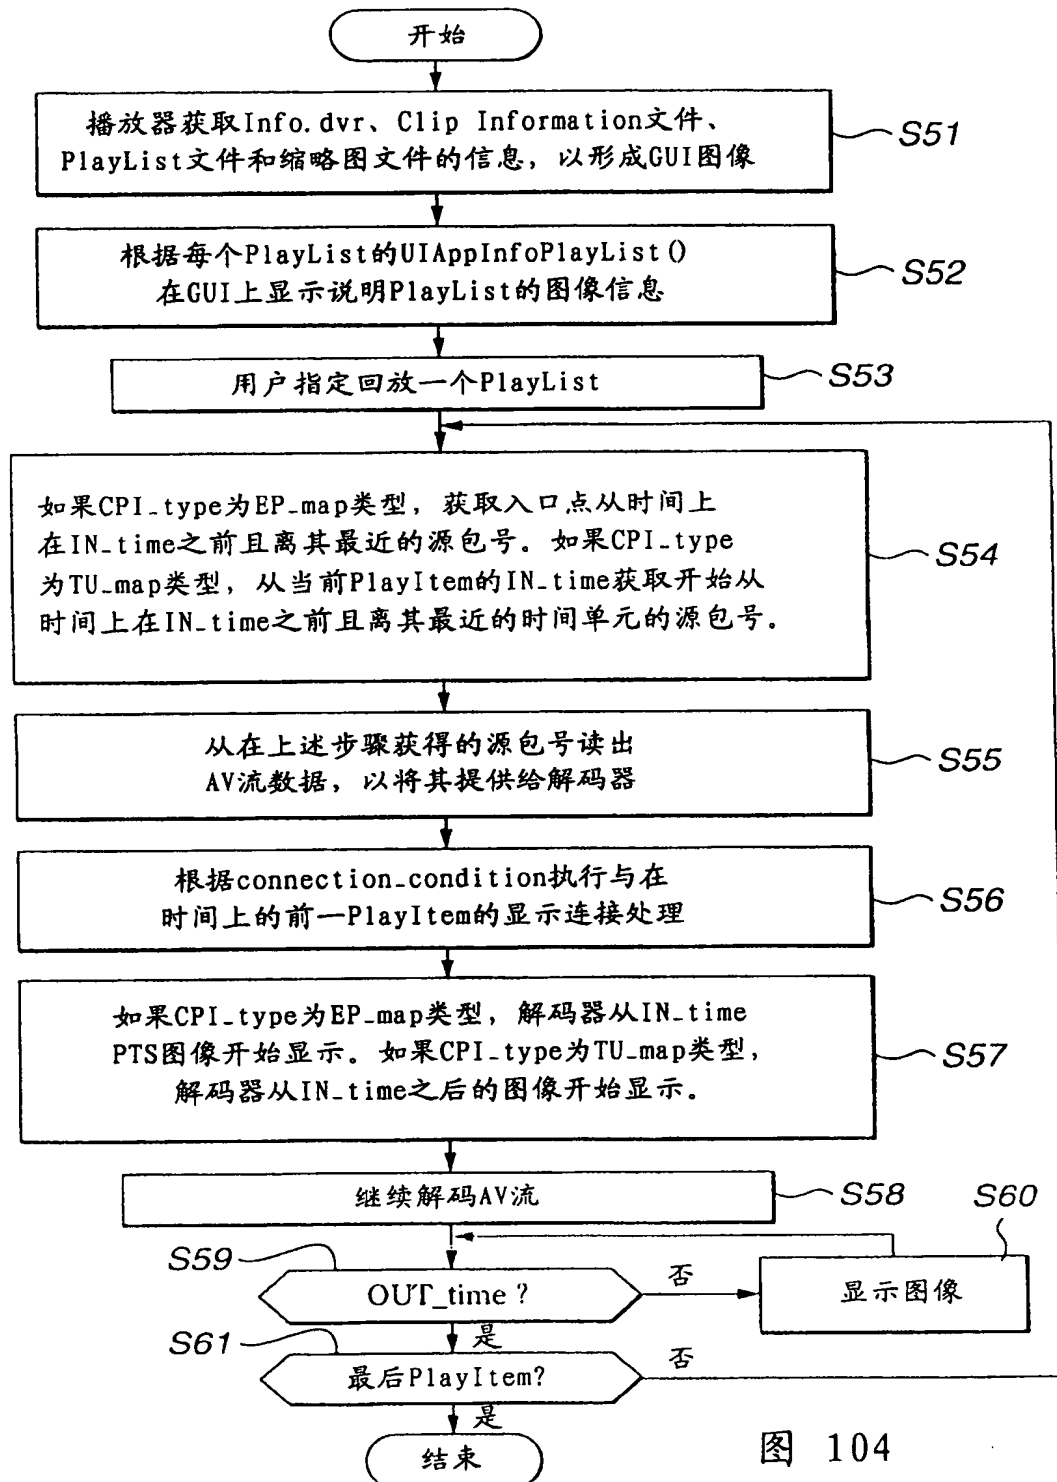 开始
播放器获取Info.dvr、Clip Information文件、
PlayList文件和缩略图文件的信息，以形成GUI图像
S51
根据每个PlayList的UIAppInfoPlayList()
在GUI上显示说明PlayList的图像信息
S52
用户指定回放一个PlayList
S53
如果CPI_type为EP_map类型，获取入口点从时间上
在IN_time之前且离其最近的源包号。如果CPI_type
为TU_map类型，从当前PlayItem的IN_time获取开始从
时间上在IN_time之前且离其最近的时间单元的源包号。
S54
从在上述步骤获得的源包号读出
AV流数据，以将其提供给解码器
S55
根据connection_condition执行与在
时间上的前一PlayItem的显示连接处理
S56
如果CPI_type为EP_map类型，解码器从IN_time
PTS图像开始显示。如果CPI_type为TU_map类型，
解码器从IN_time之后的图像开始显示。
S57
继续解码AV流
S58
S59
OUT_time？
否
显示图像
S60
是
S61
最后PlayItem?
否
是
结束
图 104